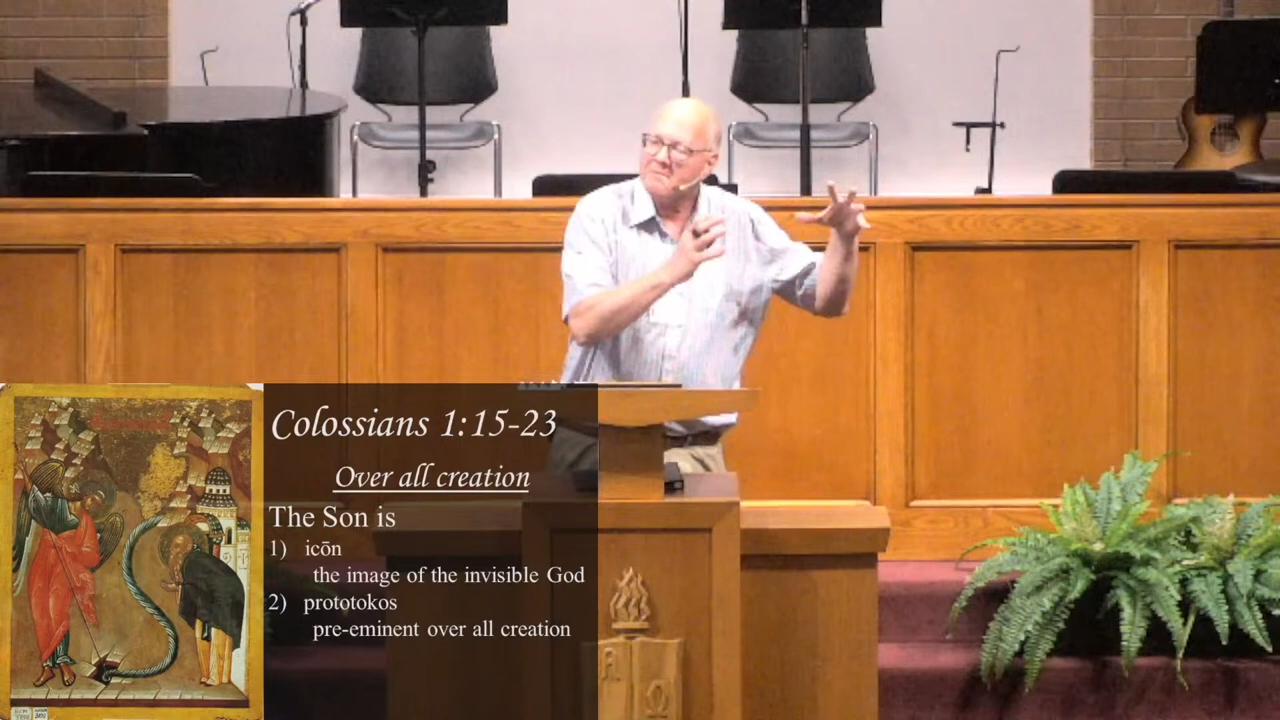 Colossians 1:15-23
Over all creation
The Son is
1) icōn
the image of the invisible God
2) prototokos
pre-eminent over all creation
Α Ω